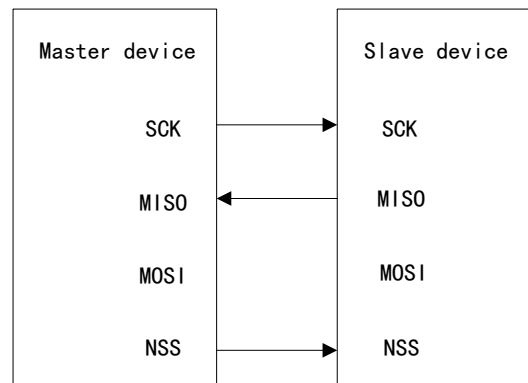 Master device
Slave device
SCK
SCK
MISO
MISO
MOSI
MOSI
NSS
NSS